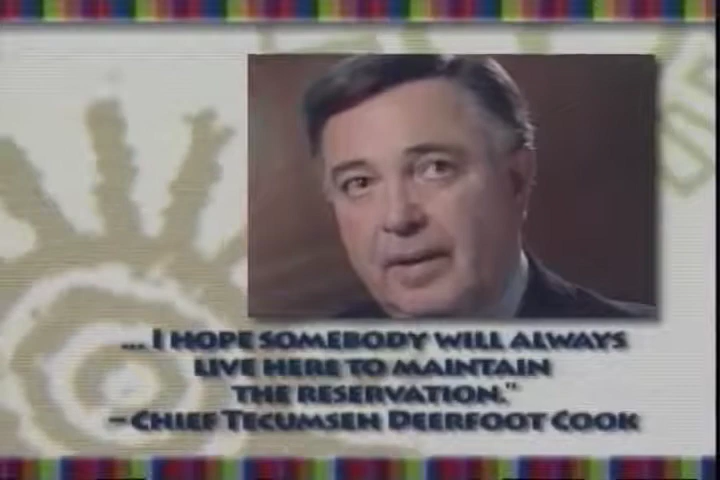 ... I HOPE SOMEBODY WILL ALWAYS
LIVE HERE TO MAINTAIN
THE RESERVATION."
– CHIEF TECUMSEH DEERFOOT COOK